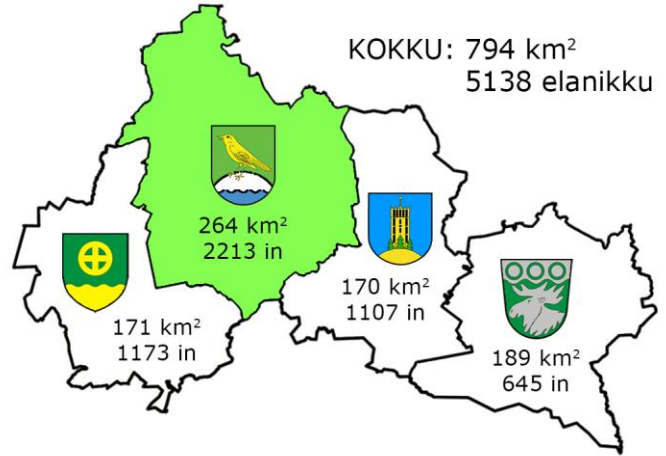 KOKKU: 794 km²
5138 elanikku
264 km²
2213 in
170 km²
1107 in
171 km²
1173 in
189 km²
645 in